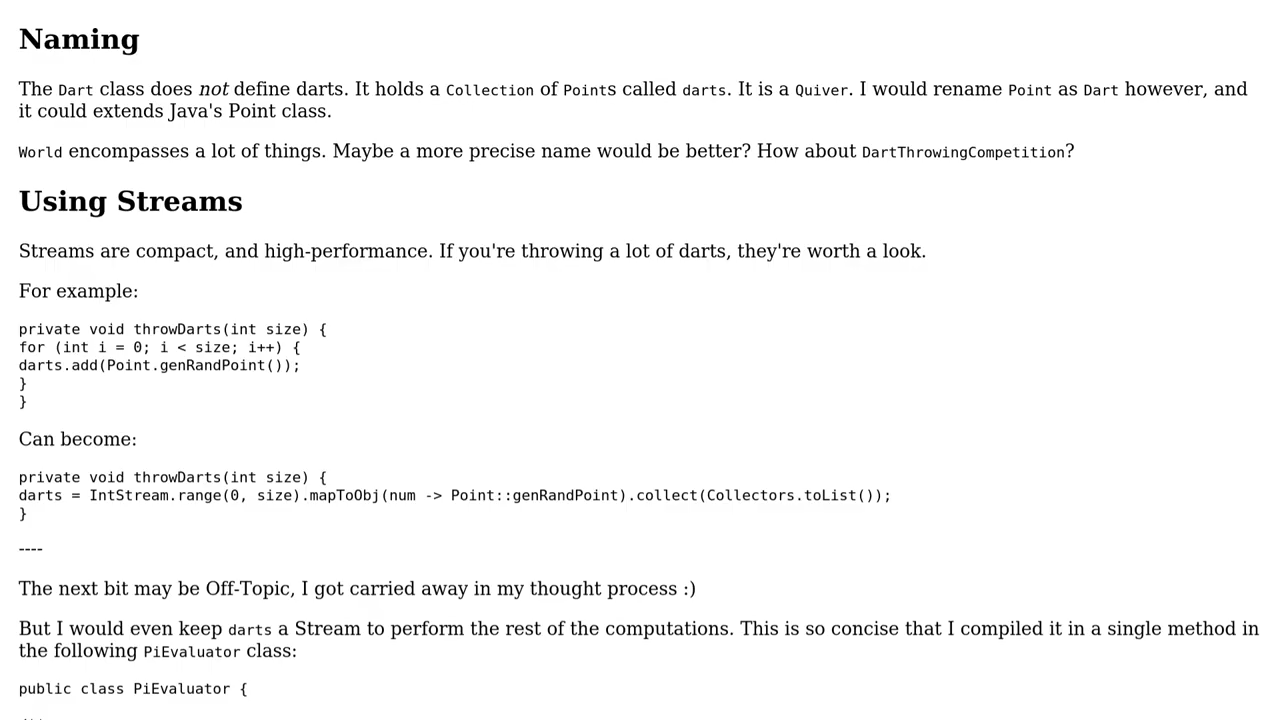 Naming
The Dart class does not define darts. It holds a Collection of Points called darts. It is a Quiver. I would rename Point as Dart however, and
it could extends Java's Point class.
World encompasses a lot of things. Maybe a more precise name would be better? How about DartThrowingCompetition?
Using Streams
Streams are compact, and high-performance. If you're throwing a lot of darts, they're worth a look.
For example:
private void throwDarts(int size) {
for (int i = 0; i < size; i++) {
darts.add(Point.genRandPoint());
}
}
Can become:
private void throwDarts(int size) {
darts = IntStream.range(0, size).mapToObj(num -> Point::genRandPoint).collect(Collectors.toList());
}
----
The next bit may be Off-Topic, I got carried away in my thought process :)
But I would even keep darts a Stream to perform the rest of the computations. This is so concise that I compiled it in a single method in
the following PiEvaluator class:
public class PiEvaluator {